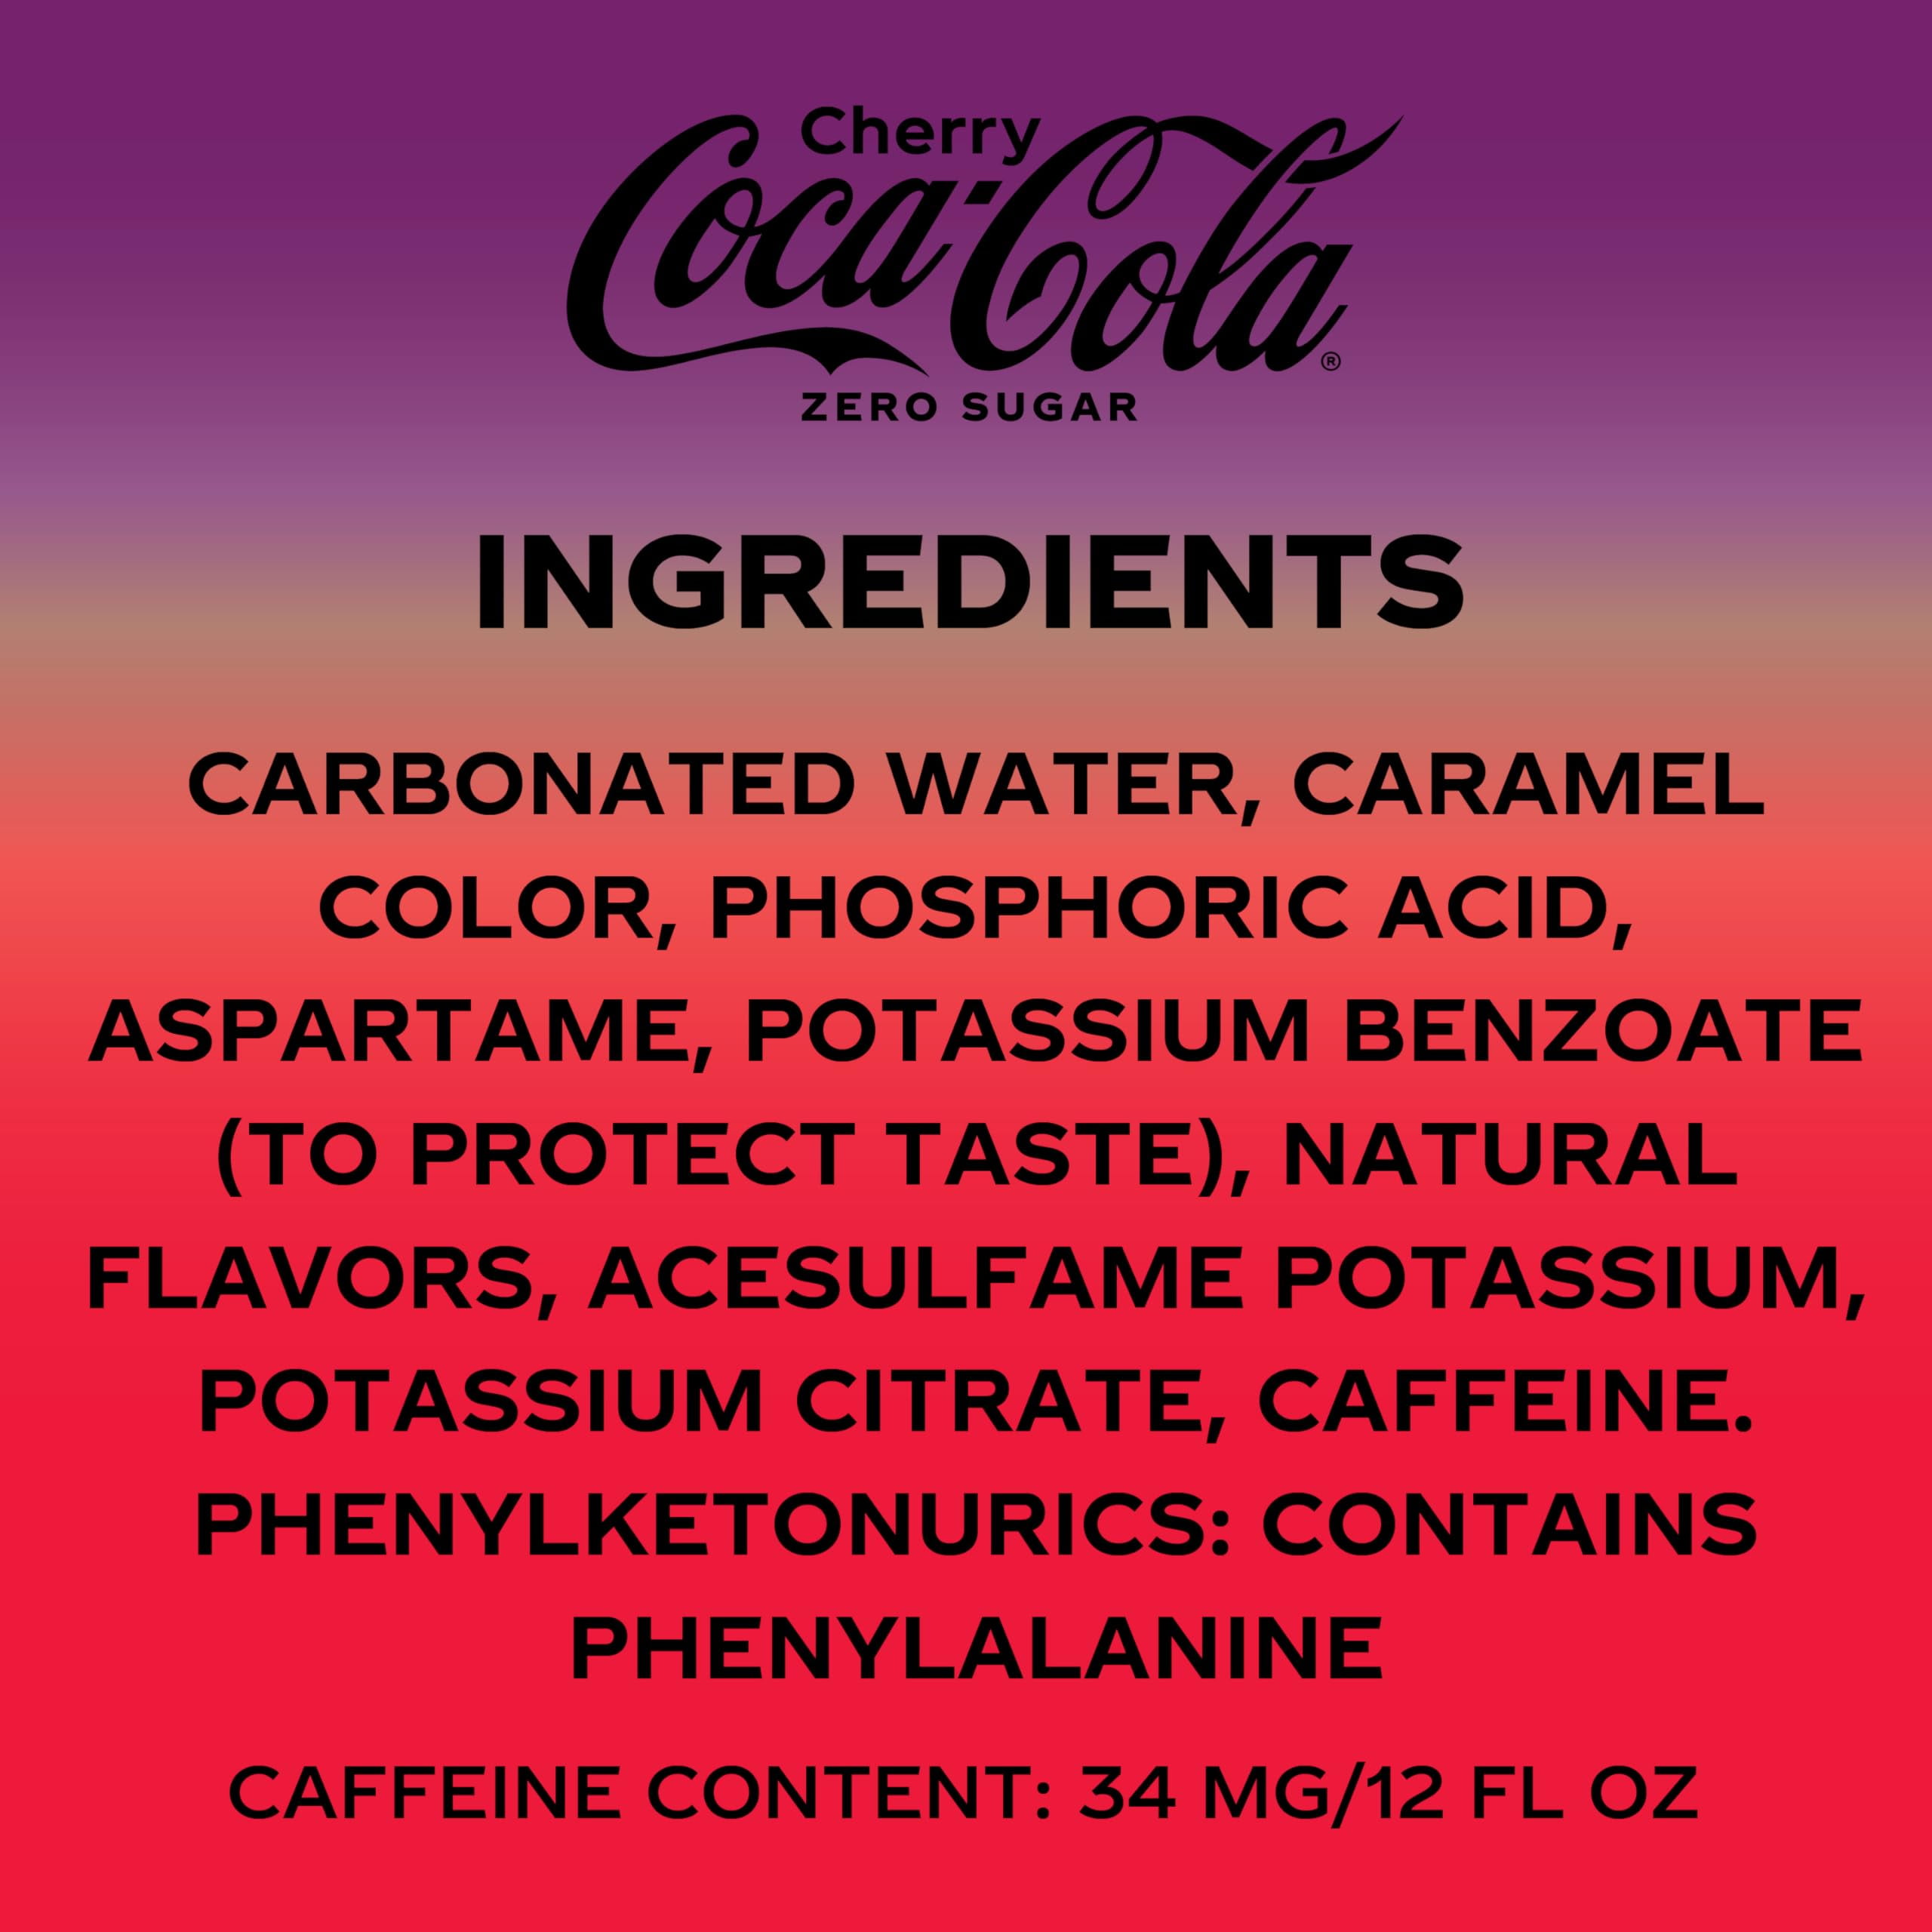 Cherry
Coca-Cola®
ZERO SUGAR
INGREDIENTS
CARBONATED WATER, CARAMEL
COLOR, PHOSPHORIC ACID,
ASPARTAME, POTASSIUM BENZOATE
(TO PROTECT TASTE), NATURAL
FLAVORS, ACESULFAME POTASSIUM,
POTASSIUM CITRATE, CAFFEINE.
PHENYLKETONURICS: CONTAINS
PHENYLALANINE
CAFFEINE CONTENT: 34 MG/12 FL OZ